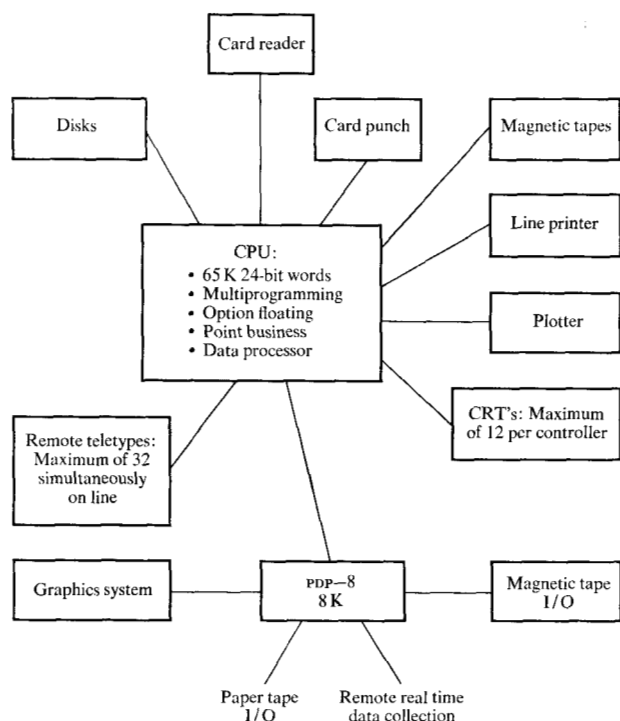 Card reader
Disks
Card punch
Magnetic tapes
CPU:
• 65 K 24-bit words
• Multiprogramming
• Option floating
• Point business
• Data processor
Line printer
Plotter
CRT's: Maximum
of 12 per controller
Remote teletypes:
Maximum of 32
simultaneously
on line
Graphics system
PDP–8
8 K
Magnetic tape
I/O
Paper tape
I/O
Remote real time
data collection